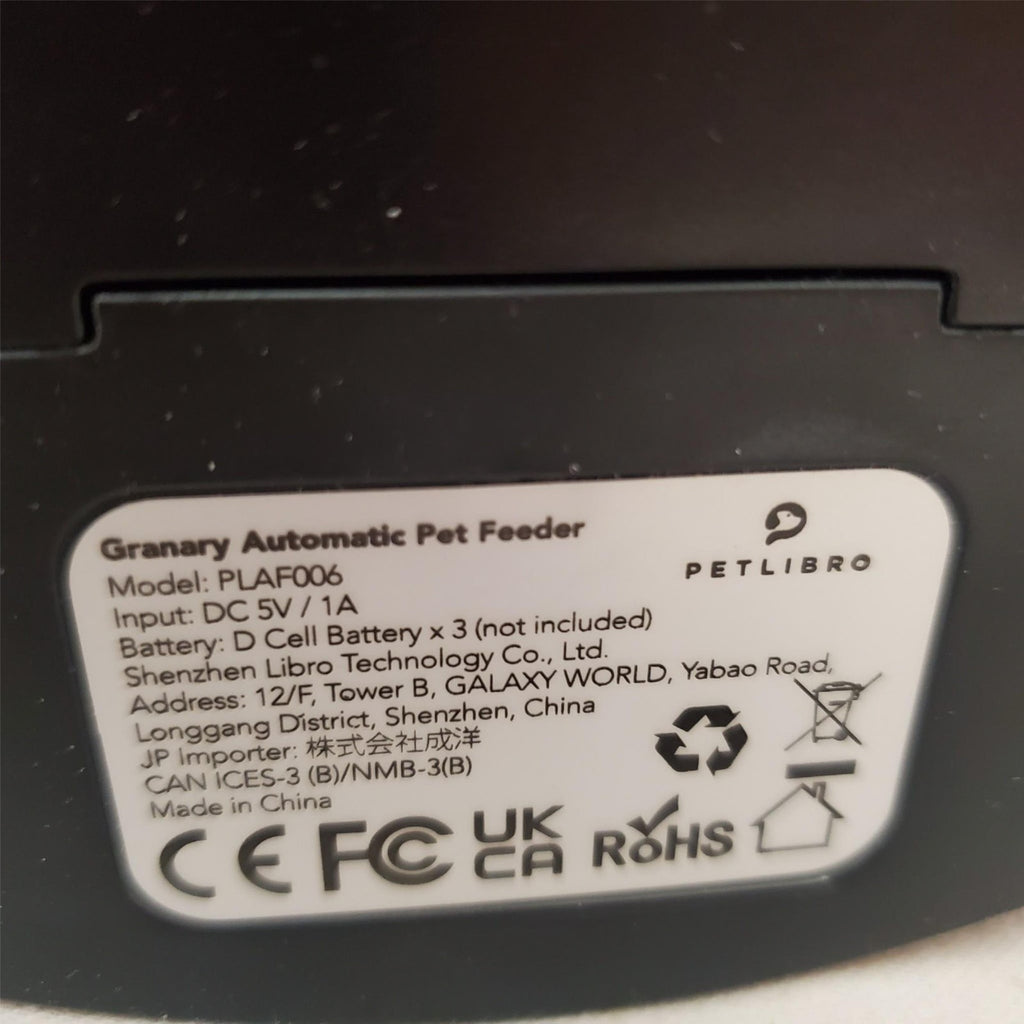 Granary Automatic Pet Feeder
PETLIBRO
Model: PLAF006
Input: DC 5V / 1A
Battery: D Cell Battery x 3 (not included)
Shenzhen Libro Technology Co., Ltd.
Address: 12/F, Tower B, GALAXY WORLD, Yabao Road,
Longgang District, Shenzhen, China
JP Importer: 株式会社成洋
CAN ICES-3 (B)/NMB-3(B)
Made in China
CE FC UK CA RoHS